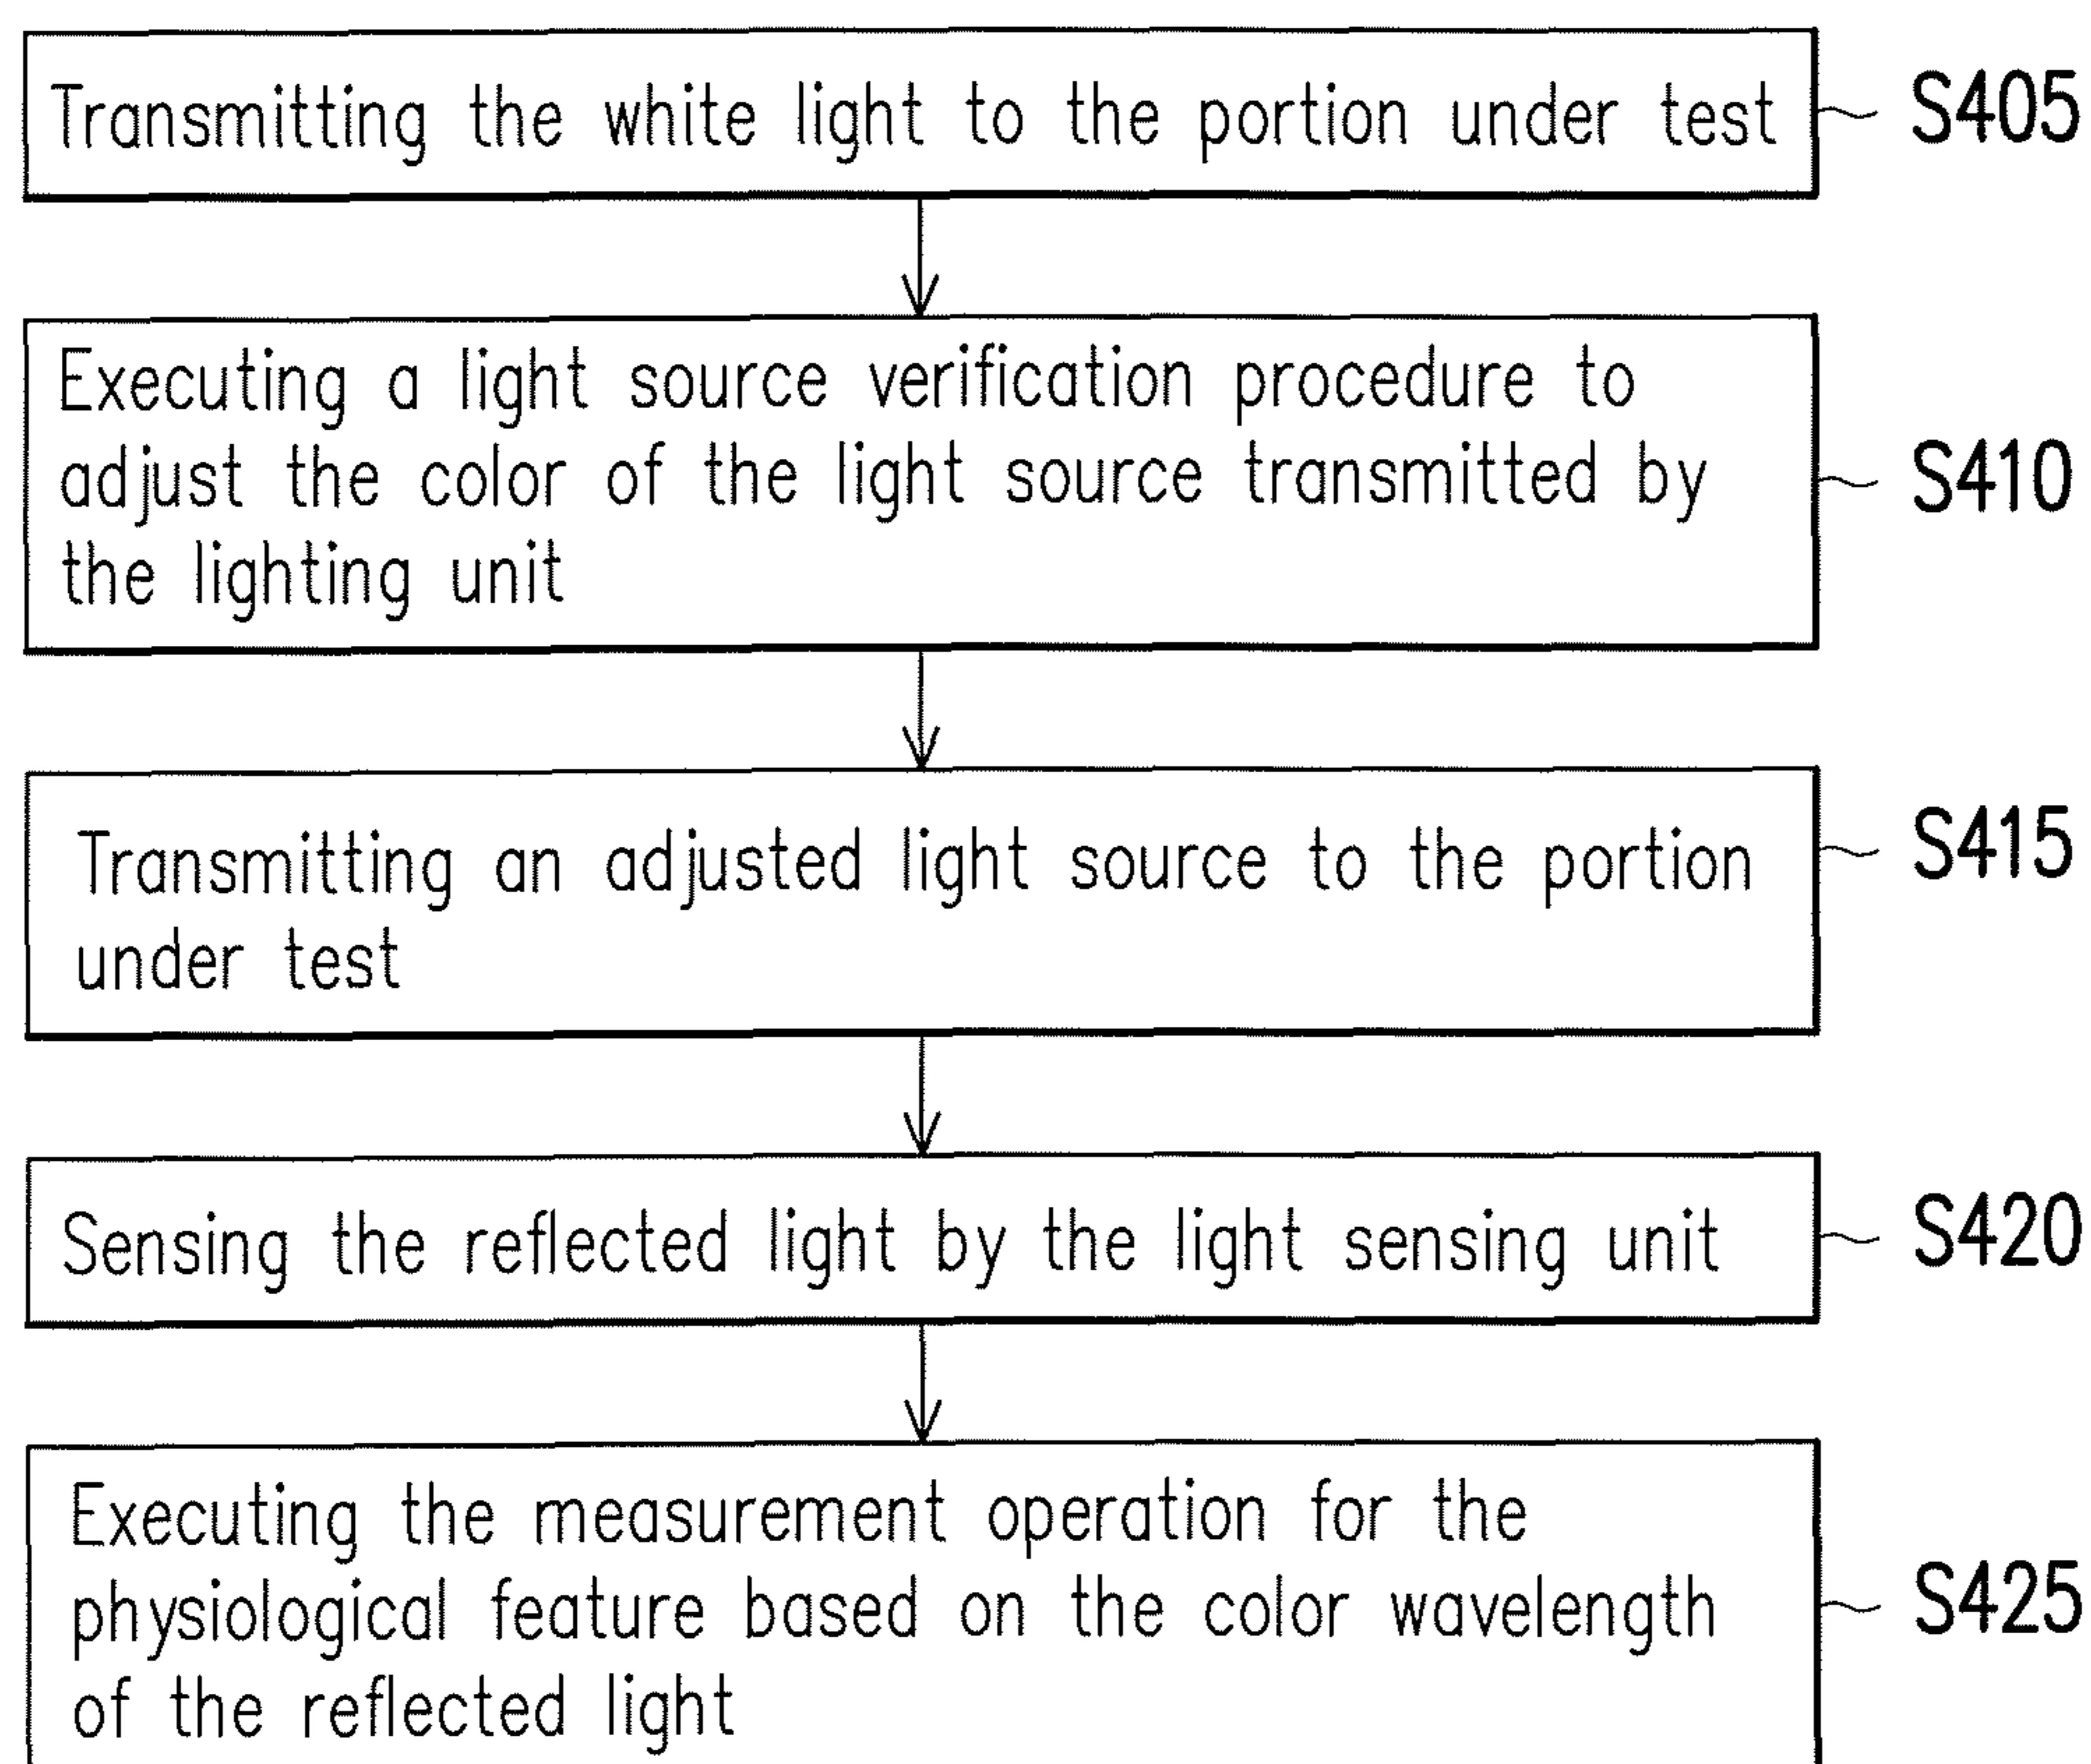 Transmitting the white light to the portion under test
S405
Executing a light source verification procedure to
adjust the color of the light source transmitted by
the lighting unit
S410
Transmitting an adjusted light source to the portion
under test
S415
Sensing the reflected light by the light sensing unit
S420
Executing the measurement operation for the
physiological feature based on the color wavelength
of the reflected light
S425